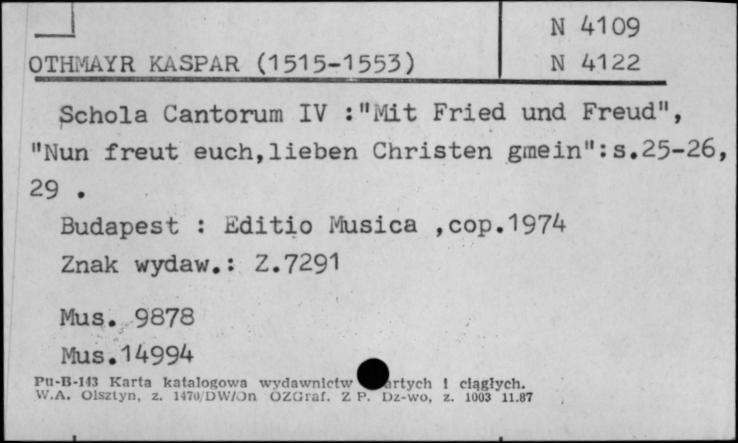 N 4109
OTHMAYR KASPAR (1515-1553)
N 4122
Schola Cantorum IV :"Mit Fried und Freud",
"Nun freut euch,lieben Christen gmein":s.25-26,
29 .
Budapest : Editio Musica ,cop.1974
Znak wydaw.: Z.7291
Mus. 9878
Mus.14994
Pu-B-143 Karta katalogowa wydawnictw artych i ciągłych.
W.A. Olsztyn, z. 1470/DW/On OZGraf. Z P. Dz-wo, z. 1003 11.87